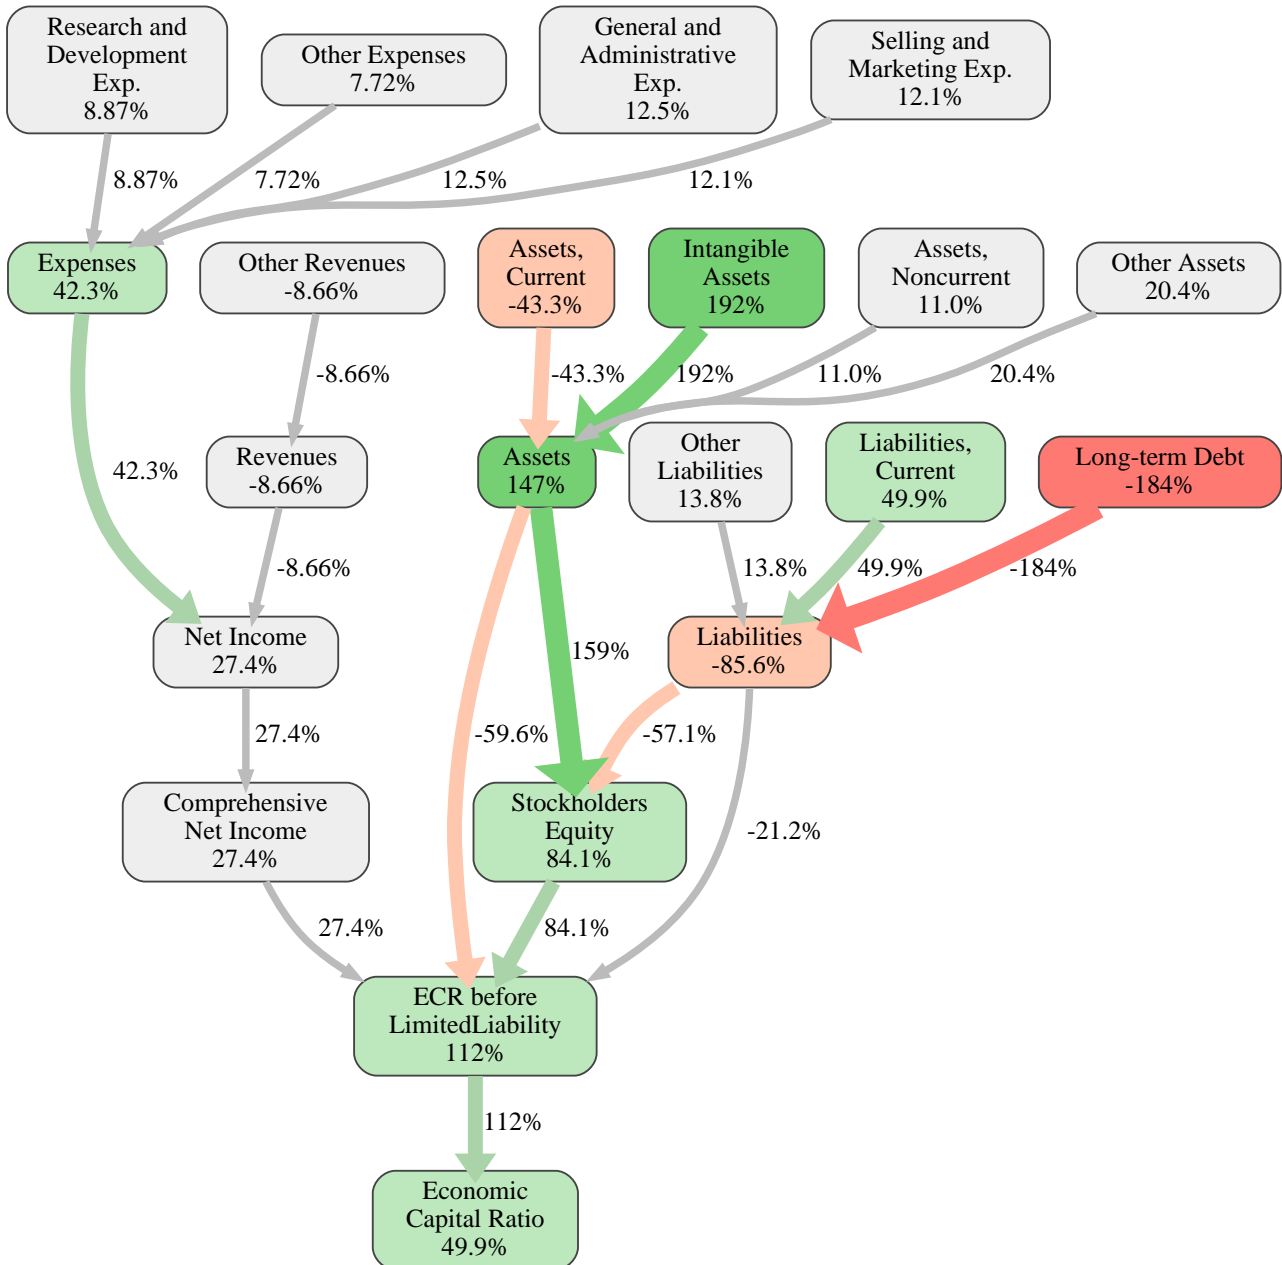 Research and
Development
Exp.
8.87%
Other Expenses
7.72%
General and
Administrative
Exp.
12.5%
Selling and
Marketing Exp.
12.1%
8.87%
7.72%
12.5%
12.1%
Expenses
42.3%
Other Revenues
-8.66%
Assets,
Current
-43.3%
Intangible
Assets
192%
Assets,
Noncurrent
11.0%
Other Assets
20.4%
-8.66%
-43.3%
192%
11.0%
20.4%
42.3%
Revenues
-8.66%
Assets
147%
Other
Liabilities
13.8%
Liabilities,
Current
49.9%
Long-term Debt
-184%
-8.66%
13.8%
49.9%
-184%
Net Income
27.4%
159%
Liabilities
-85.6%
27.4%
-59.6%
-57.1%
Comprehensive
Net Income
27.4%
Stockholders
Equity
84.1%
-21.2%
27.4%
84.1%
ECR before
LimitedLiability
112%
112%
Economic
Capital Ratio
49.9%